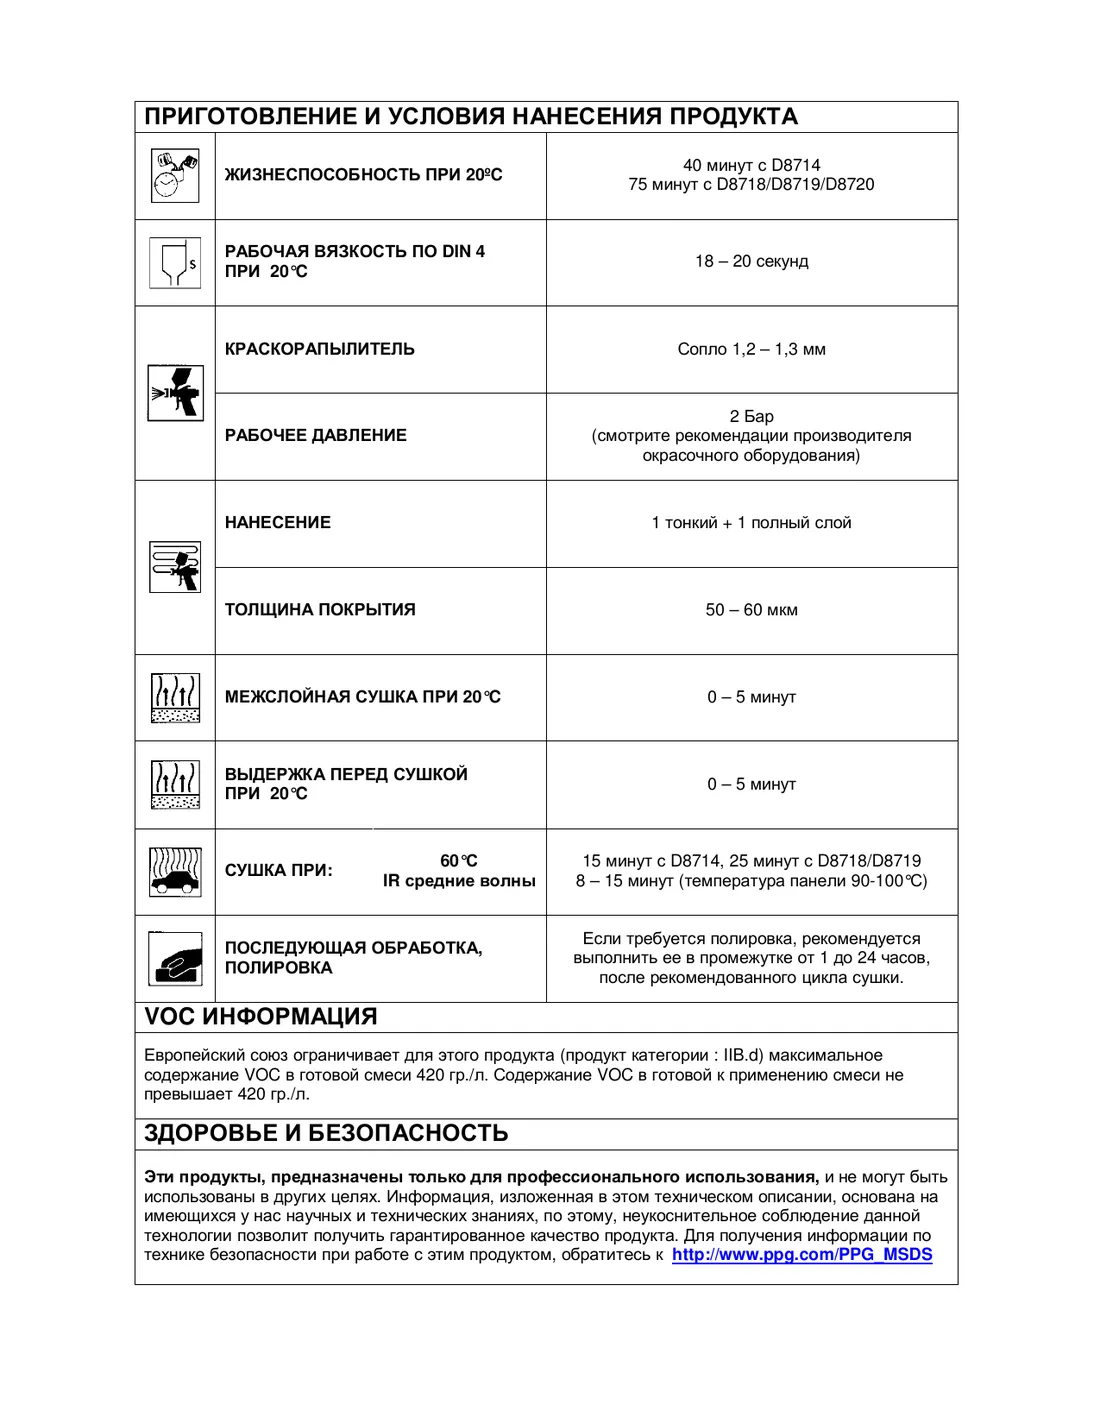 ПРИГОТОВЛЕНИЕ И УСЛОВИЯ НАНЕСЕНИЯ ПРОДУКТА
ЖИЗНЕСПОСОБНОСТЬ ПРИ 20ºС
40 минут с D8714
75 минут с D8718/D8719/D8720
S
РАБОЧАЯ ВЯЗКОСТЬ ПО DIN 4
ПРИ 20°С
18 – 20 секунд
КРАСКОРАПЫЛИТЕЛЬ
Сопло 1,2 – 1,3 мм
РАБОЧЕЕ ДАВЛЕНИЕ
2 Бар
(смотрите рекомендации производителя
окрасочного оборудования)
НАНЕСЕНИЕ
1 тонкий + 1 полный слой
ТОЛЩИНА ПОКРЫТИЯ
50 – 60 мкм
МЕЖСЛОЙНАЯ СУШКА ПРИ 20°С
0 – 5 минут
ВЫДЕРЖКА ПЕРЕД СУШКОЙ
ПРИ 20°С
0 – 5 минут
СУШКА ПРИ:
60°С
IR средние волны
15 минут с D8714, 25 минут с D8718/D8719
8 – 15 минут (температура панели 90-100°С)
ПОСЛЕДУЮЩАЯ ОБРАБОТКА,
ПОЛИРОВКА
Если требуется полировка, рекомендуется
выполнить ее в промежутке от 1 до 24 часов,
после рекомендованного цикла сушки.
VOC ИНФОРМАЦИЯ
Европейский союз ограничивает для этого продукта (продукт категории : IIB.d) максимальное
содержание VOC в готовой смеси 420 гр./л. Содержание VOC в готовой к применению смеси не
превышает 420 гр./л.
ЗДОРОВЬЕ И БЕЗОПАСНОСТЬ
Эти продукты, предназначены только для профессионального использования, и не могут быть
использованы в других целях. Информация, изложенная в этом техническом описании, основана на
имеющихся у нас научных и технических знаниях, по этому, неукоснительное соблюдение данной
технологии позволит получить гарантированное качество продукта. Для получения информации по
технике безопасности при работе с этим продуктом, обратитесь к http://www.ppg.com/PPG_MSDS